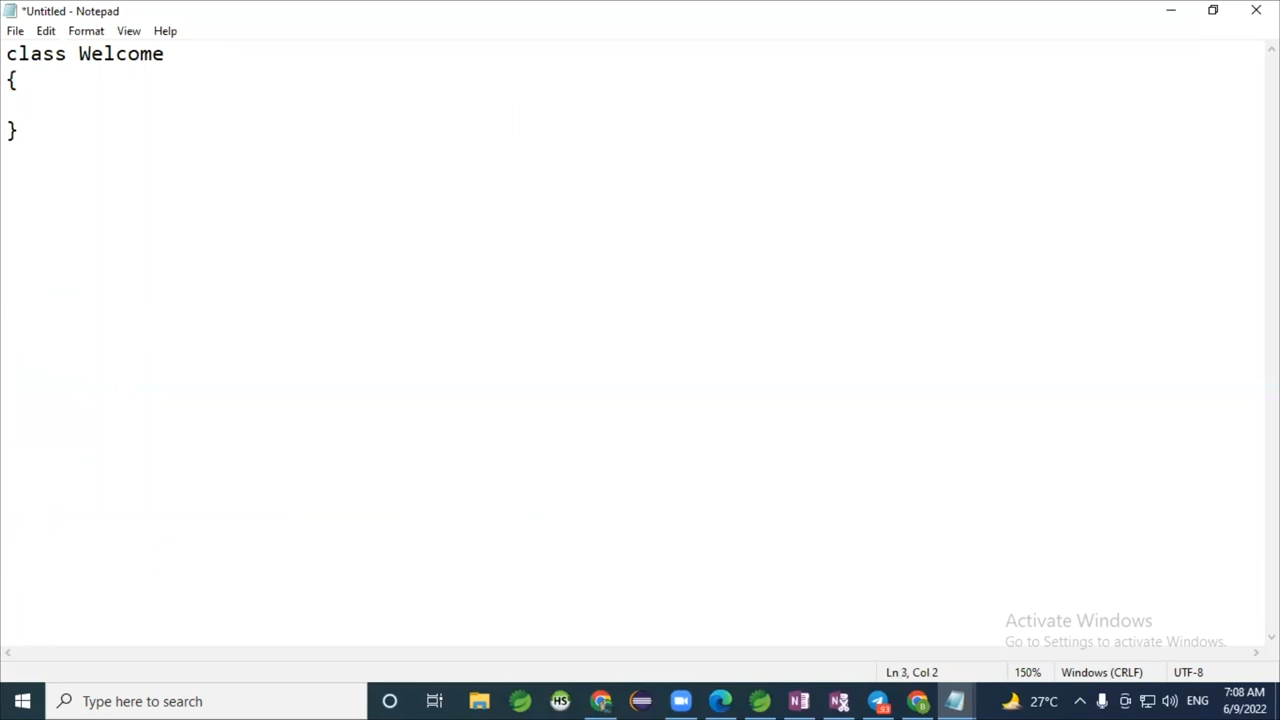 *Untitled - Notepad
File Edit Format View Help
class Welcome
{
}
Activate Windows
Go to Settings to activate Windows.
Ln 3, Col 2 150% Windows (CRLF) UTF-8
Type here to search HS 93 B 27°C ENG 7:08 AM
6/9/2022